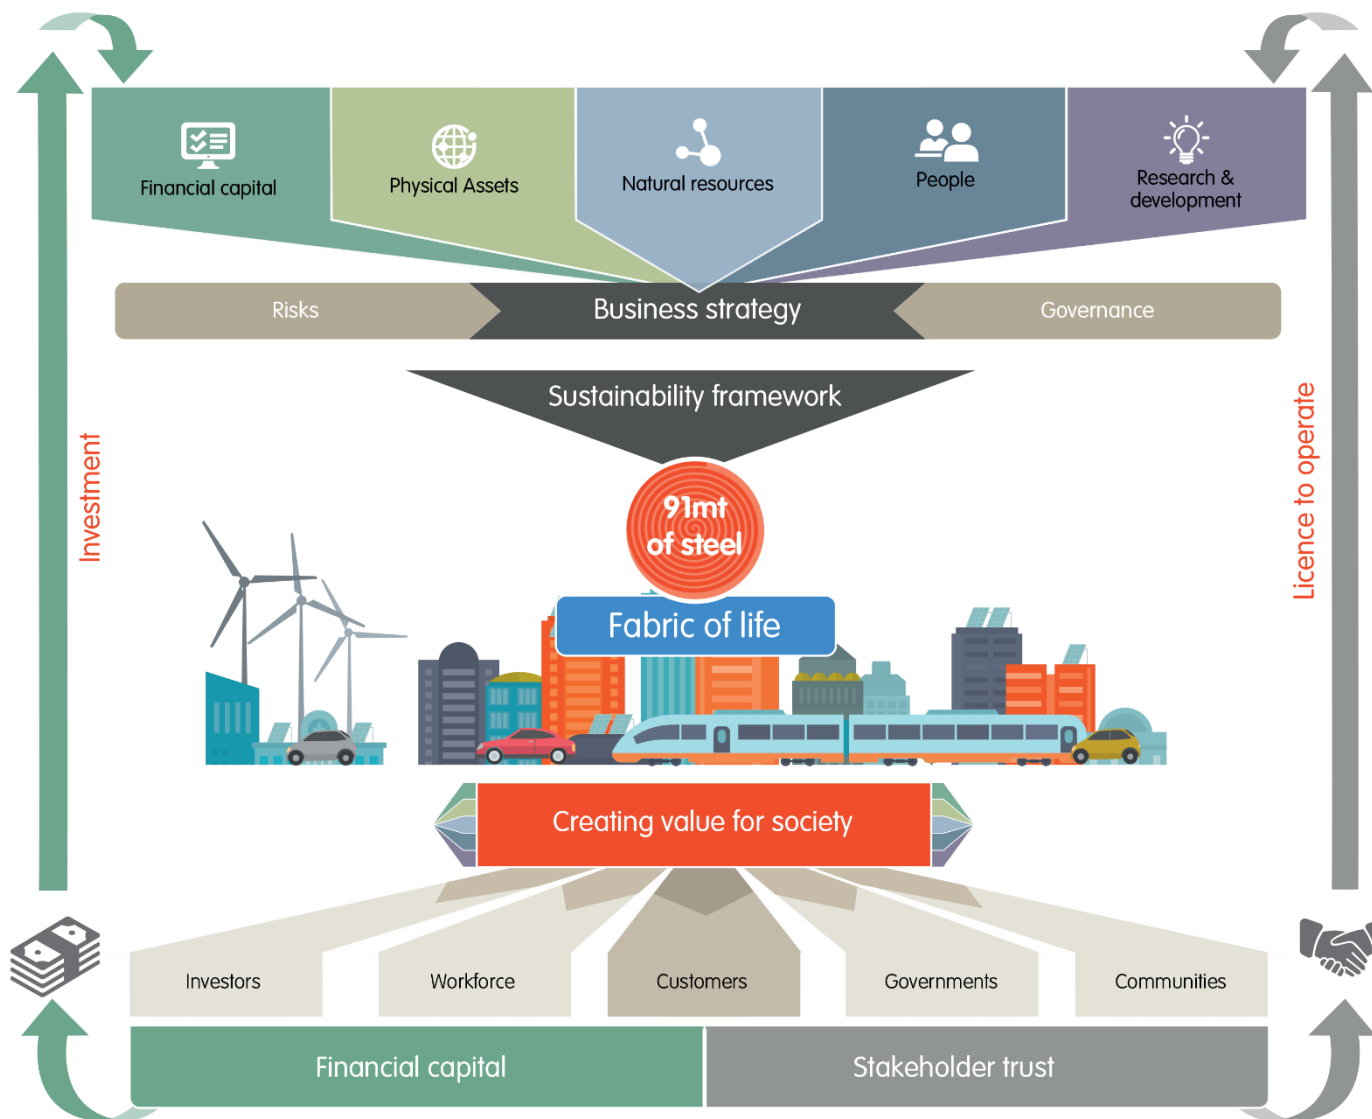 Financial capital
Physical Assets
Natural resources
People
Research &
development
Risks
Business strategy
Governance
Sustainability framework
Investment
Licence to operate
91mt
of steel
Fabric of life
Creating value for society
Investors
Workforce
Customers
Governments
Communities
Financial capital
Stakeholder trust